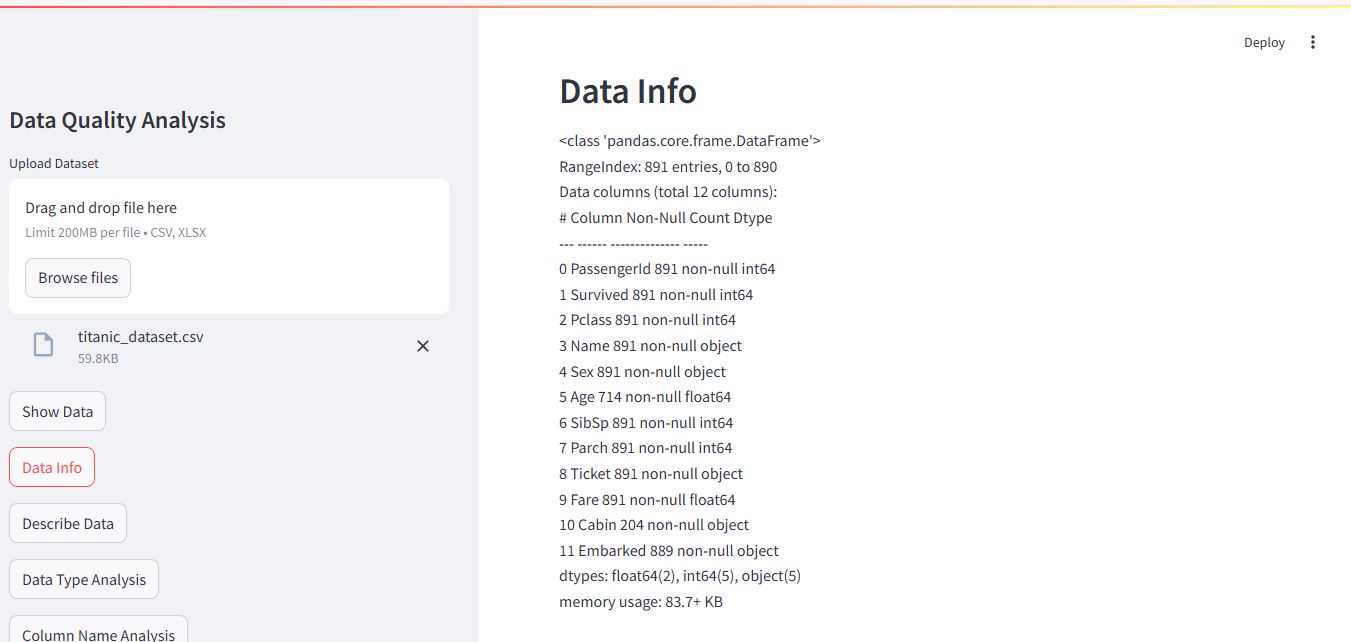 Deploy
Data Quality Analysis
Upload Dataset
Drag and drop file here
Limit 200MB per file • CSV, XLSX
Browse files
titanic_dataset.csv
59.8KB
Show Data
Data Info
Describe Data
Data Type Analysis
Column Name Analysis
Data Info
<class 'pandas.core.frame.DataFrame'>
RangeIndex: 891 entries, 0 to 890
Data columns (total 12 columns):
# Column Non-Null Count Dtype
--- ------ -------------- -----
0 PassengerId 891 non-null int64
1 Survived 891 non-null int64
2 Pclass 891 non-null int64
3 Name 891 non-null object
4 Sex 891 non-null object
5 Age 714 non-null float64
6 SibSp 891 non-null int64
7 Parch 891 non-null int64
8 Ticket 891 non-null object
9 Fare 891 non-null float64
10 Cabin 204 non-null object
11 Embarked 889 non-null object
dtypes: float64(2), int64(5), object(5)
memory usage: 83.7+ KB